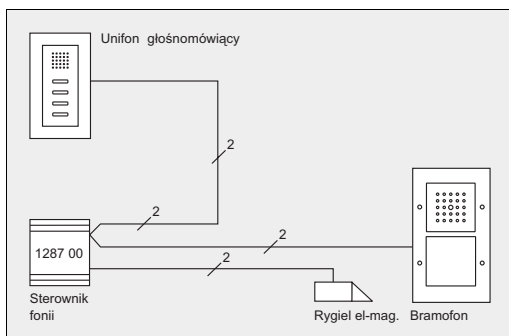 Unifon głośnomówiący
2
2
2
1287 00
2
Sterownik
fonii
Rygiel el-mag. Bramofon